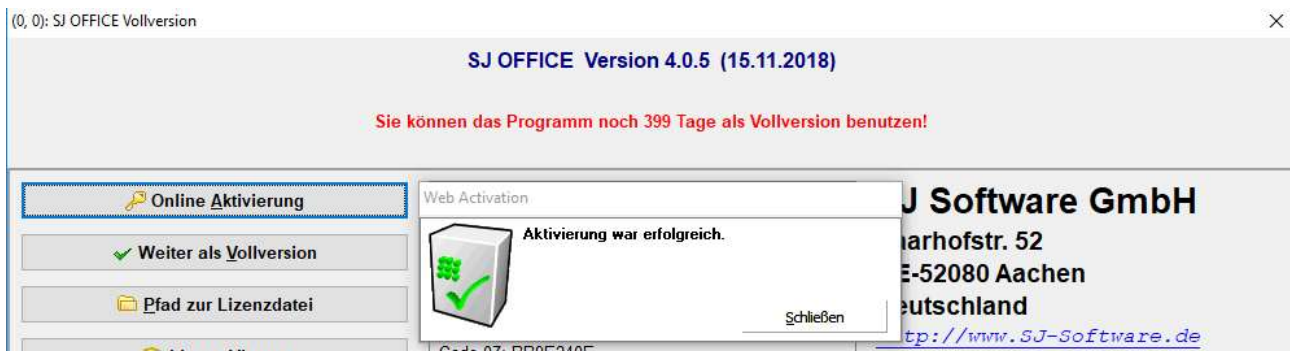 (0, 0): SJ OFFICE Vollversion
SJ OFFICE Version 4.0.5 (15.11.2018)
Sie können das Programm noch 399 Tage als Vollversion benutzen!
Online Aktivierung
Weiter als Vollversion
Pfad zur Lizenzdatei
Web Activation
Aktivierung war erfolgreich.
Schließen
J Software GmbH
arhofstr. 52
E-52080 Aachen
eutschland
tp://www.SJ-Software.de